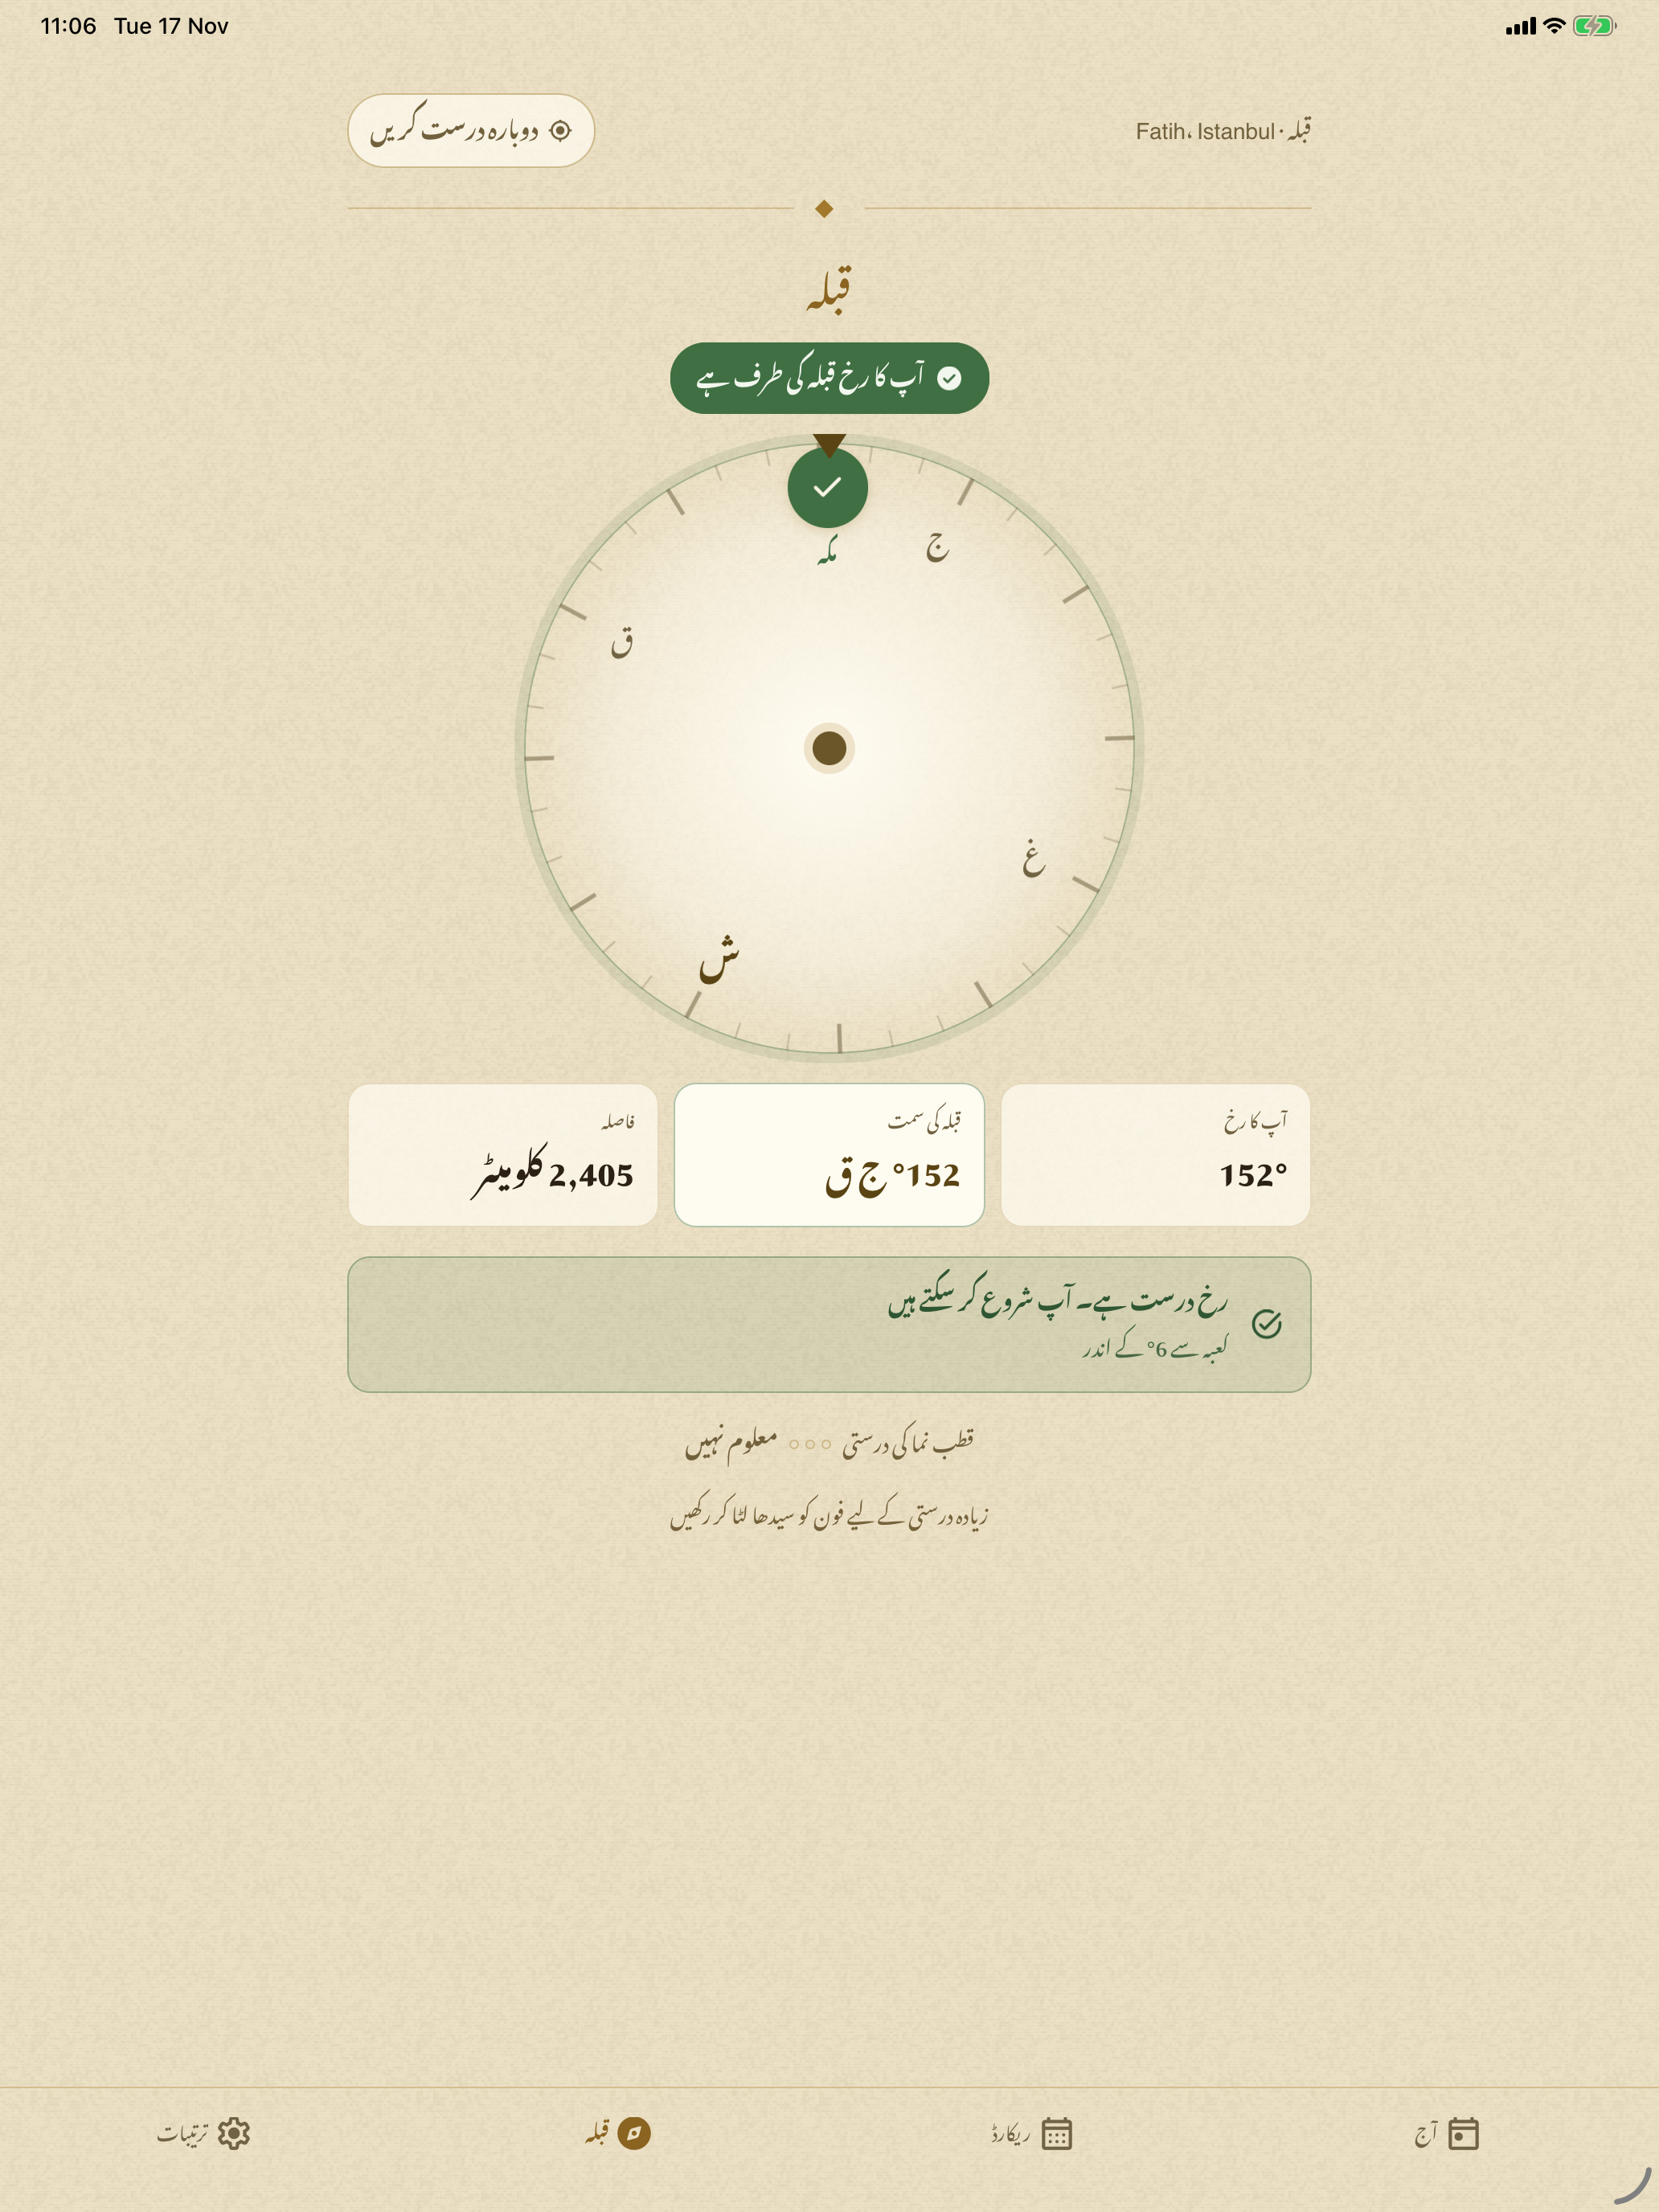 11:06 Tue 17 Nov
قبلہ · Fatih، Istanbul
دوبارہ درست کریں
قبلہ
آپ کا رخ قبلہ کی طرف ہے
مکہ
ج
ق
غ
ش
آپ کا رخ
152°
قبلہ کی سمت
152° ج ق
فاصلہ
2,405 کلومیٹر
رخ درست ہے۔ آپ شروع کر سکتے ہیں
کعبہ سے 6° کے اندر
قطب نما کی درستی معلوم نہیں
زیادہ درستی کے لیے فون کو سیدھا لٹا کر رکھیں
آج
ریکارڈ
قبلہ
ترتیبات